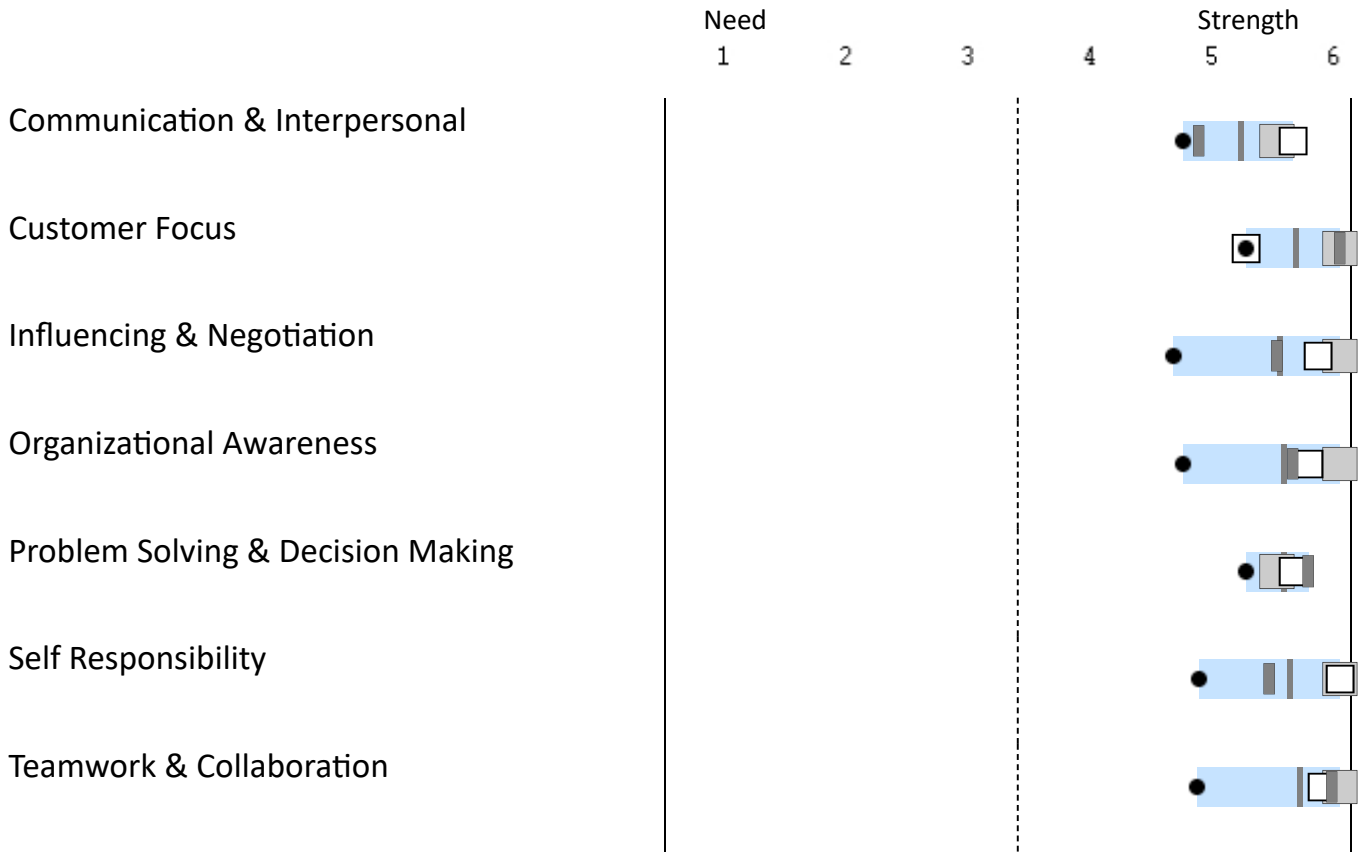 Need Strength
1 2 3 4 5 6
Communication & Interpersonal
Customer Focus
Influencing & Negotiation
Organizational Awareness
Problem Solving & Decision Making
Self Responsibility
Teamwork & Collaboration